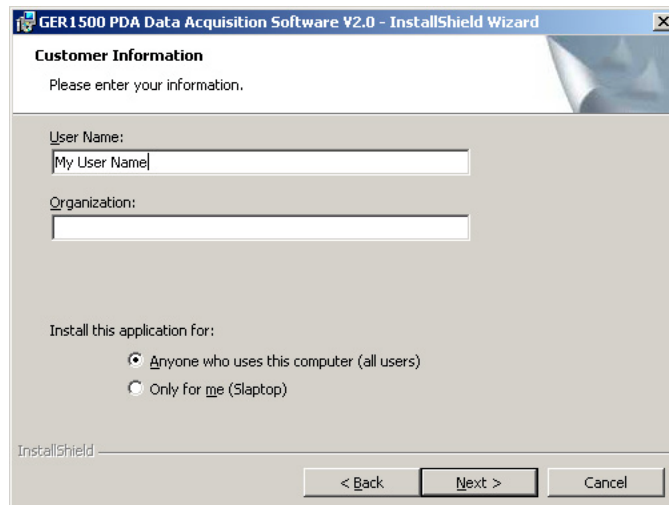 GER1500 PDA Data Acquisition Software V2.0 - InstallShield Wizard
Customer Information
Please enter your information.
User Name:
My User Name
Organization:
Install this application for:
Anyone who uses this computer (all users)
Only for me (Slaptop)
InstallShield
< Back
Next >
Cancel